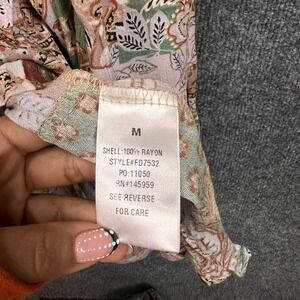 M
SHELL:100% RAYON
STYLE#FD7532
PO:11050
RN#145959
SEE REVERSE
FOR CARE